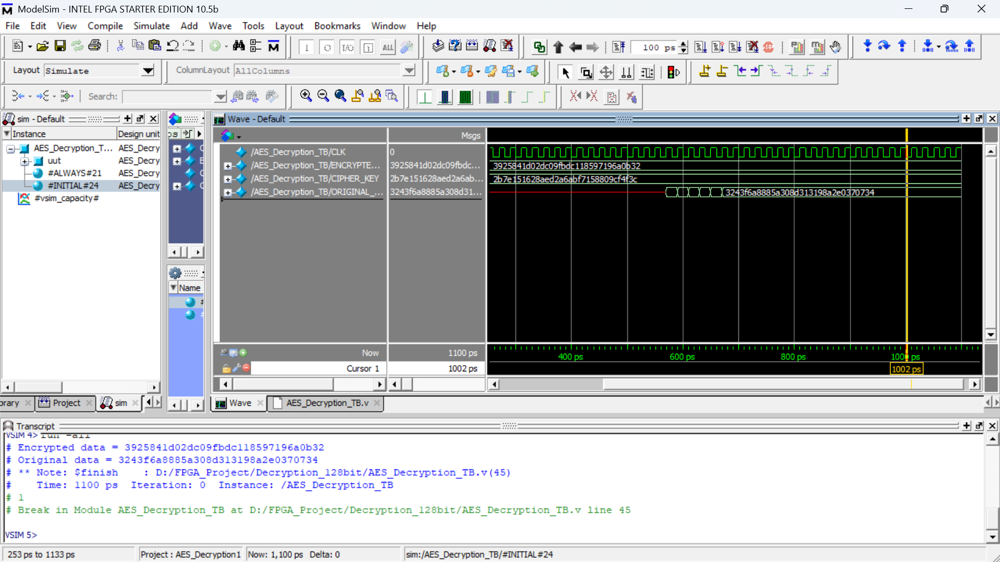 ModelSim - INTEL FPGA STARTER EDITION 10.5b
File Edit View Compile Simulate Add Wave Tools Layout Bookmarks Window Help
100 ps
Layout Simulate ColumnLayout AllColumns
Search:
sim - Default
Instance Design unit
AES_Decryption_T... AES_Decry
uut AES_Decry
#ALWAYS#21 AES_Decry
#INITIAL#24 AES_Decry
#vsim_capacity#
Name
Wave - Default
Msgs
/AES_Decryption_TB/CLK 0
/AES_Decryption_TB/ENCRYPTE... 3925841d02dc09fbdc... 3925841d02dc09fbdc118597196a0b32
/AES_Decryption_TB/CIPHER_KEY 2b7e151628aed2a6ab... 2b7e151628aed2a6abf7158809cf4f3c
/AES_Decryption_TB/ORIGINAL_... 3243f6a8885a308d31... 3243f6a8885a308d313198a2e0370734
Now 1100 ps 400 ps 600 ps 800 ps 1000 ps
Cursor 1 1002 ps 1002 ps
brary Project sim
Wave AES_Decryption_TB.v
Transcript
VSIM 4> run -all
# Encrypted data = 3925841d02dc09fbdc118597196a0b32
# Original data = 3243f6a8885a308d313198a2e0370734
# ** Note: $finish : D:/FPGA_Project/Decryption_128bit/AES_Decryption_TB.v(45)
# Time: 1100 ps Iteration: 0 Instance: /AES_Decryption_TB
# 1
# Break in Module AES_Decryption_TB at D:/FPGA_Project/Decryption_128bit/AES_Decryption_TB.v line 45
VSIM 5>
253 ps to 1133 ps Project : AES_Decryption1 Now: 1,100 ps Delta: 0 sim:/AES_Decryption_TB/#INITIAL#24